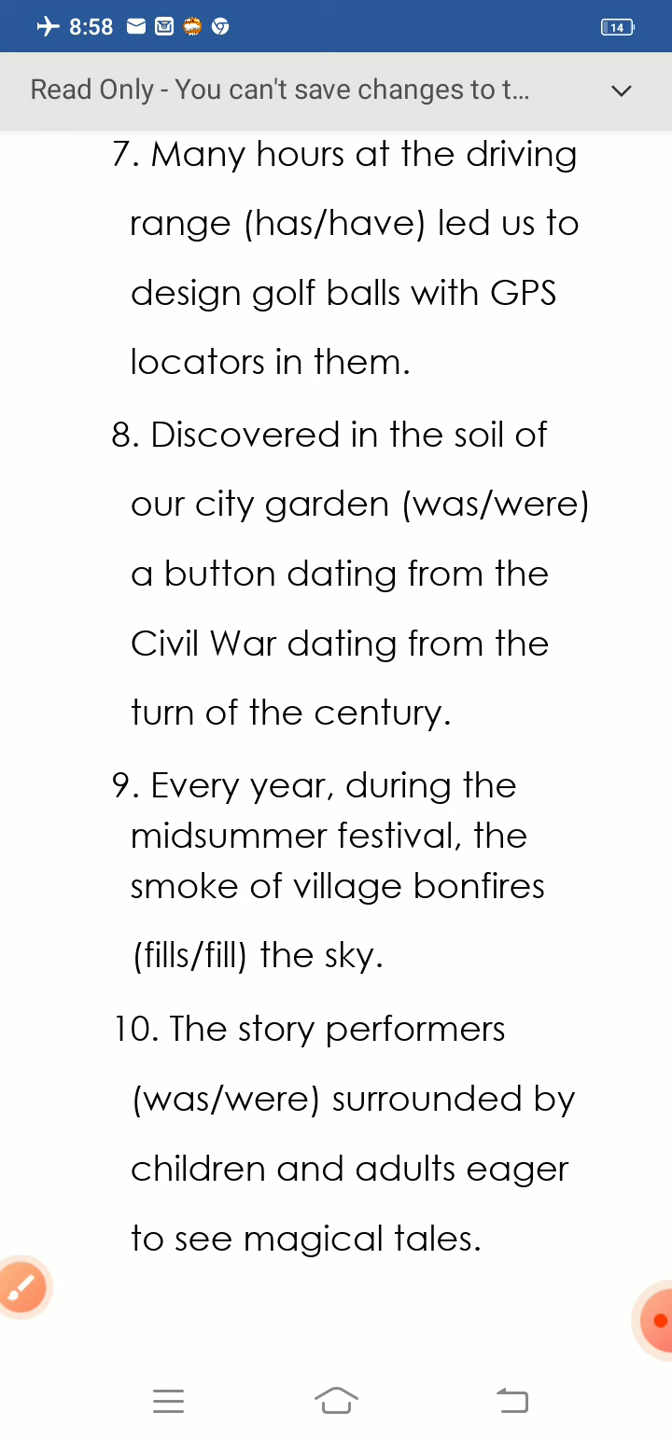 8:58
14
Read Only - You can't save changes to t...
7. Many hours at the driving
range (has/have) led us to
design golf balls with GPS
locators in them.
8. Discovered in the soil of
our city garden (was/were)
a button dating from the
Civil War dating from the
turn of the century.
9. Every year, during the
midsummer festival, the
smoke of village bonfires
(fills/fill) the sky.
10. The story performers
(was/were) surrounded by
children and adults eager
to see magical tales.